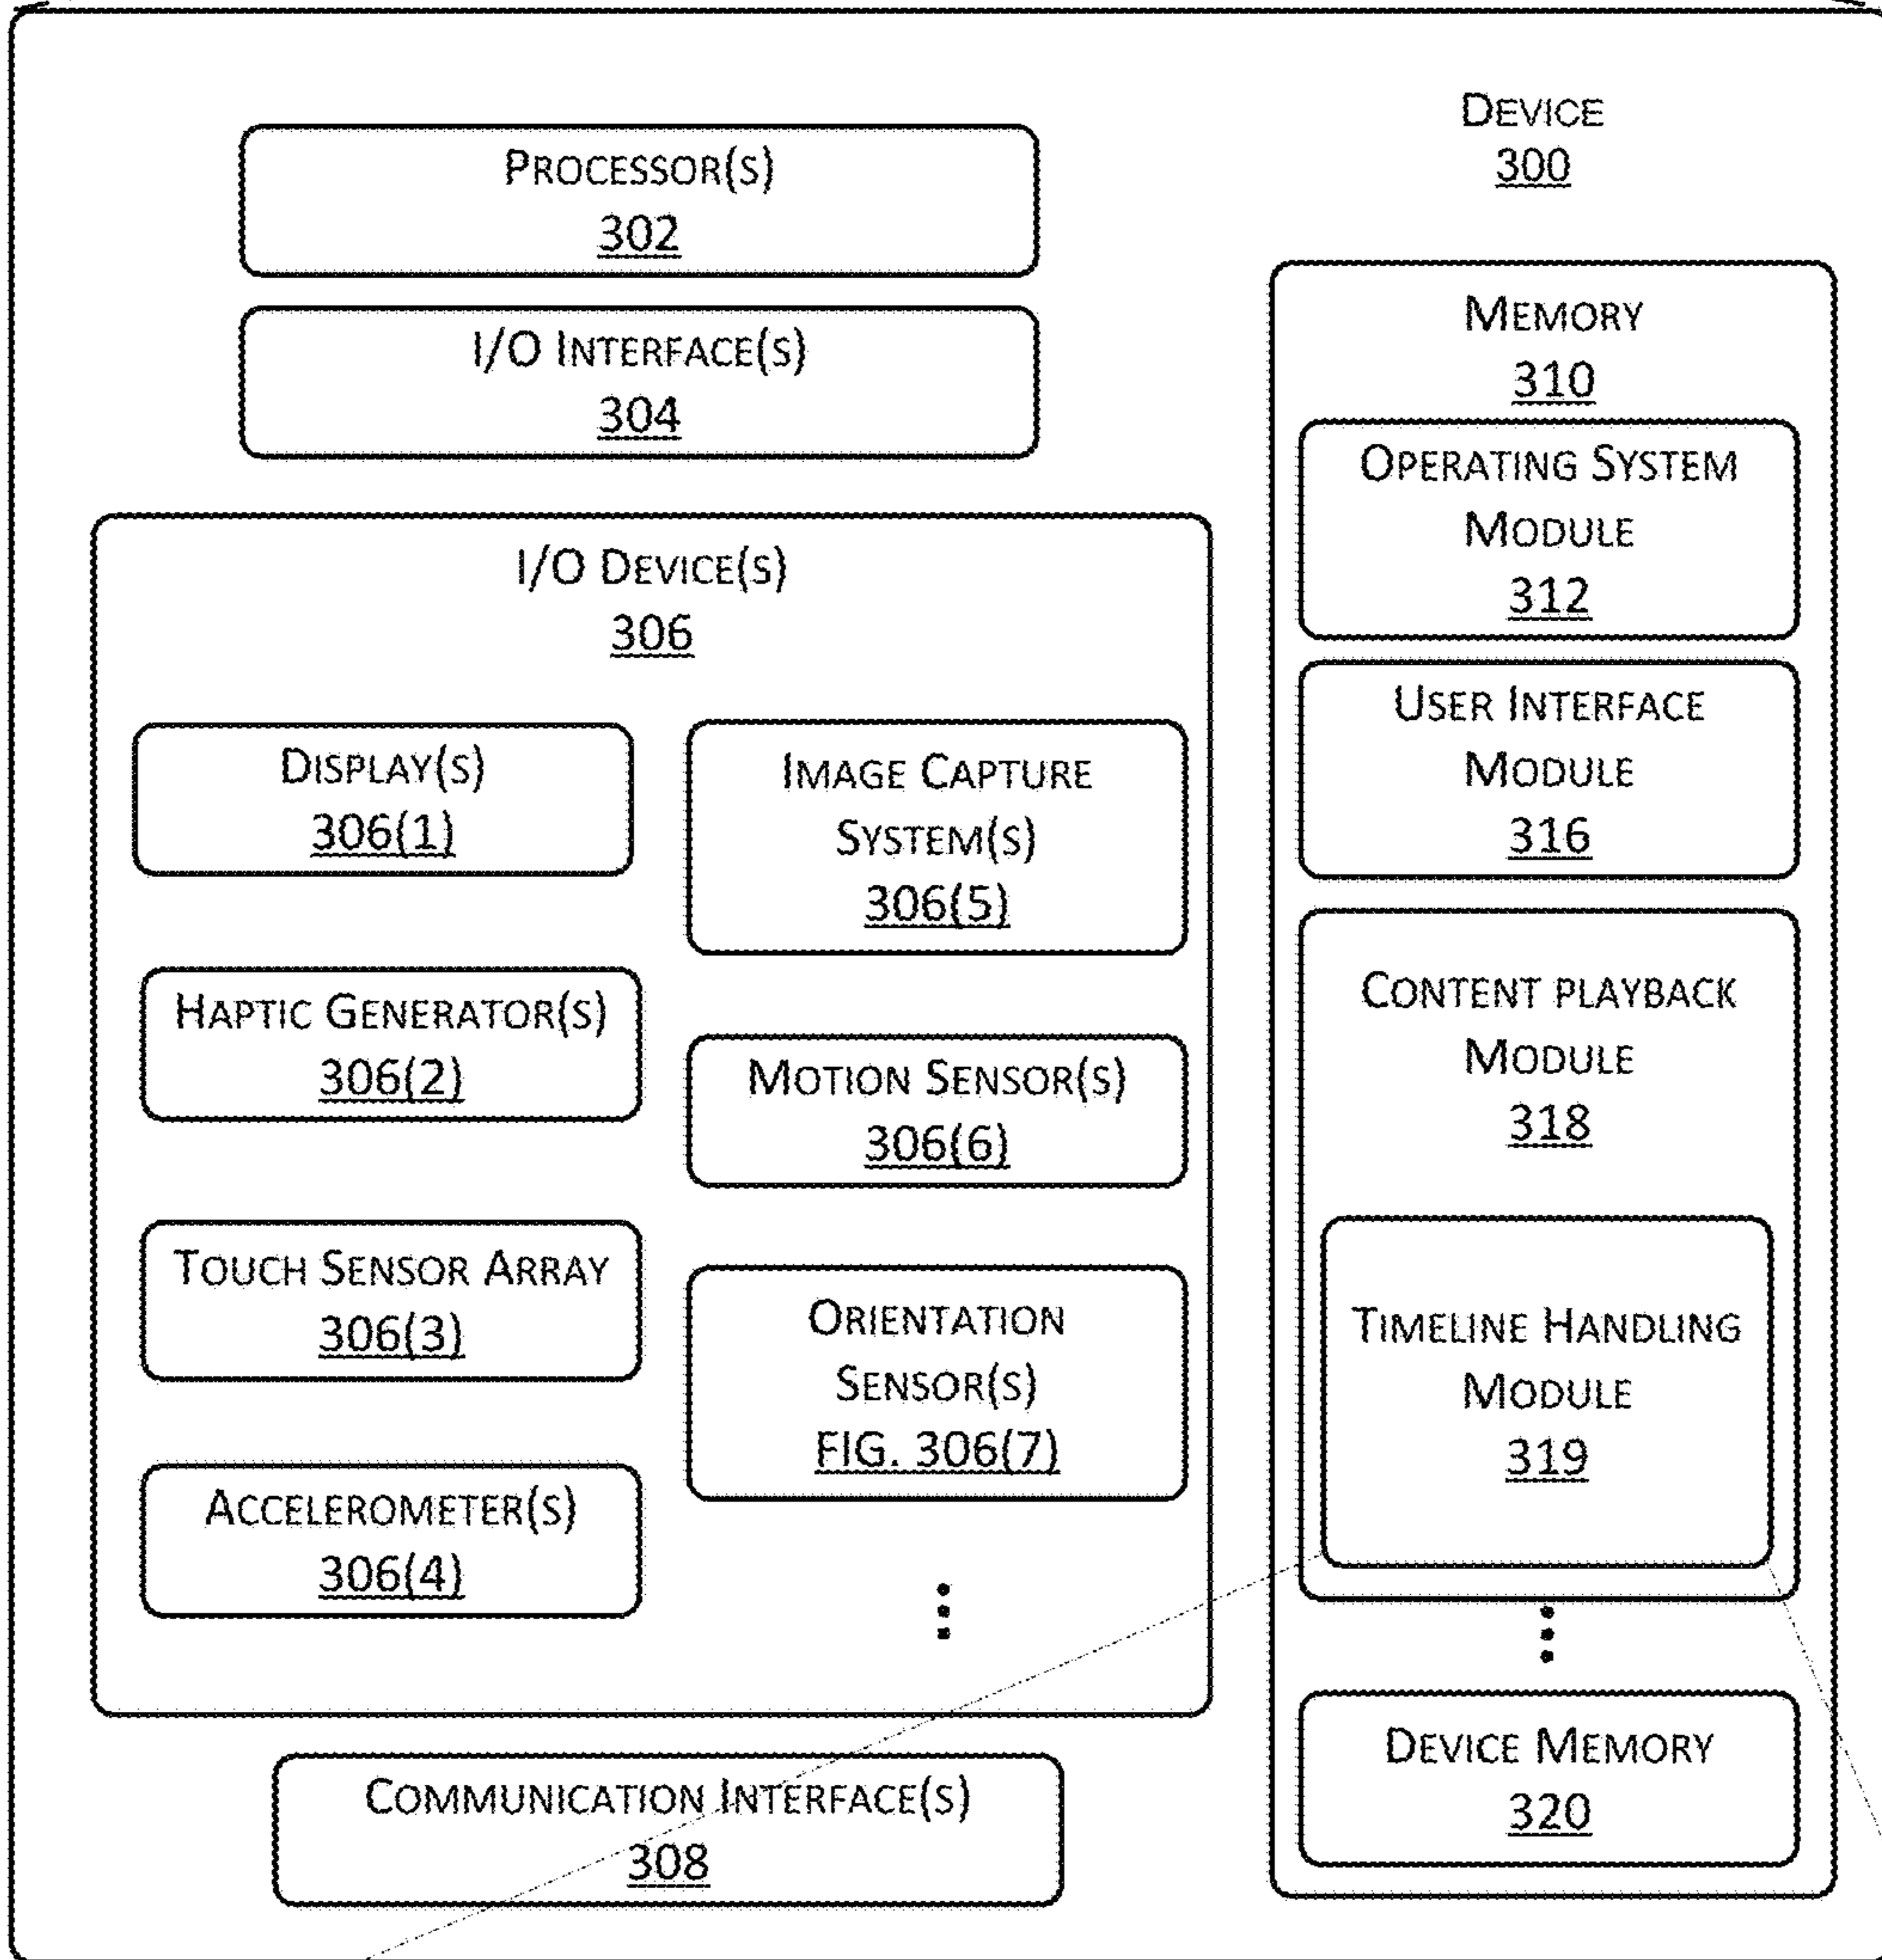 DEVICE
300
PROCESSOR(S)
302
I/O INTERFACE(S)
304
I/O DEVICE(S)
306
DISPLAY(S)
306(1)
HAPTIC GENERATOR(S)
306(2)
TOUCH SENSOR ARRAY
306(3)
ACCELEROMETER(S)
306(4)
IMAGE CAPTURE
SYSTEM(S)
306(5)
MOTION SENSOR(S)
306(6)
ORIENTATION
SENSOR(S)
FIG. 306(7)
COMMUNICATION INTERFACE(S)
308
MEMORY
310
OPERATING SYSTEM
MODULE
312
USER INTERFACE
MODULE
316
CONTENT PLAYBACK
MODULE
318
TIMELINE HANDLING
MODULE
319
DEVICE MEMORY
320